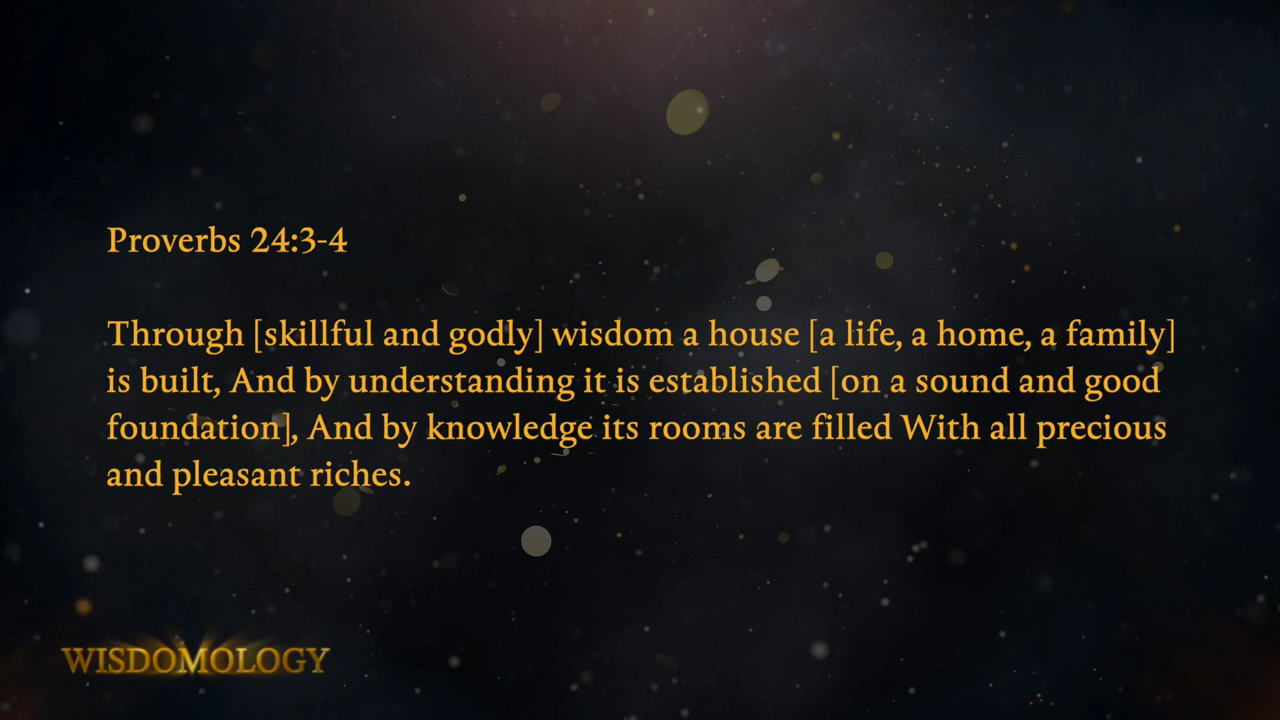 Proverbs 24:3-4
Through [skillful and godly] wisdom a house [a life, a home, a family]
is built, And by understanding it is established [on a sound and good
foundation], And by knowledge its rooms are filled With all precious
and pleasant riches.
WISDOMOLOGY